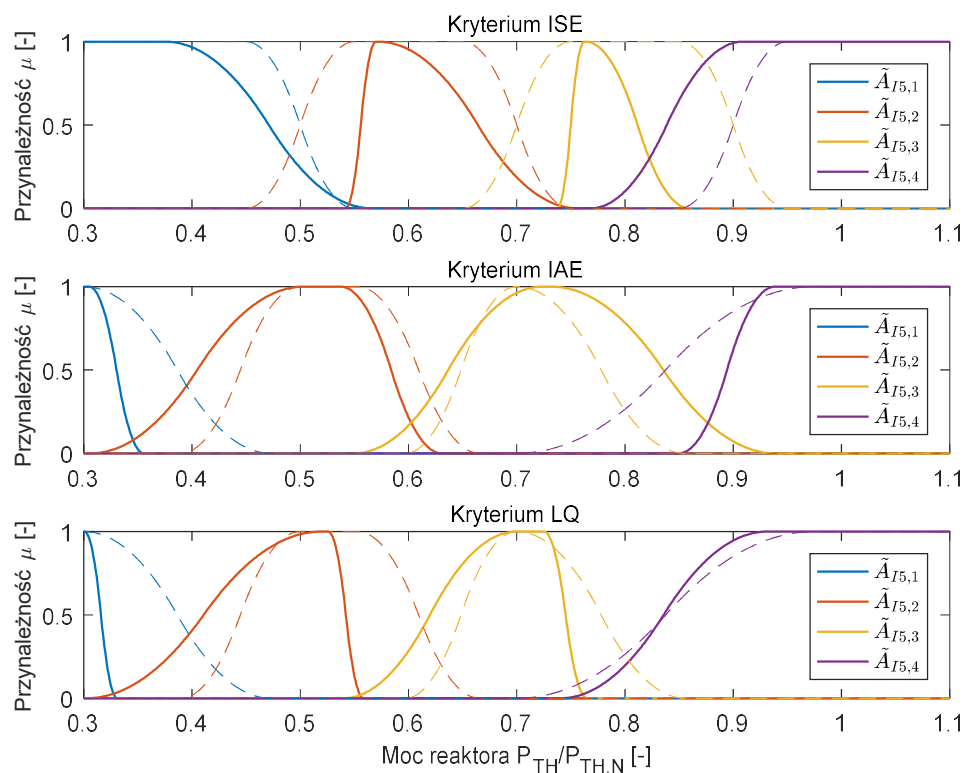 Kryterium ISE
Przynależność μ [-]
1
0.5
0
0.3 0.4 0.5 0.6 0.7 0.8 0.9 1 1.1
Ã_{I5,1}
Ã_{I5,2}
Ã_{I5,3}
Ã_{I5,4}
Kryterium IAE
Przynależność μ [-]
1
0.5
0
0.3 0.4 0.5 0.6 0.7 0.8 0.9 1 1.1
Ã_{I5,1}
Ã_{I5,2}
Ã_{I5,3}
Ã_{I5,4}
Kryterium LQ
Przynależność μ [-]
1
0.5
0
0.3 0.4 0.5 0.6 0.7 0.8 0.9 1 1.1
Ã_{I5,1}
Ã_{I5,2}
Ã_{I5,3}
Ã_{I5,4}
Moc reaktora P_{TH}/P_{TH,N} [-]